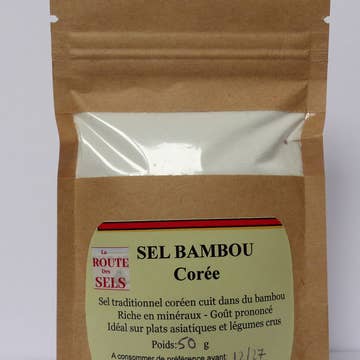 La
ROUTE
Des
SELS
SEL BAMBOU
Corée
Sel traditionnel coréen cuit dans du bambou
Riche en minéraux - Goût prononcé
Idéal sur plats asiatiques et légumes crus
Poids: 50 g
A consommer de préférence avant: 12/27